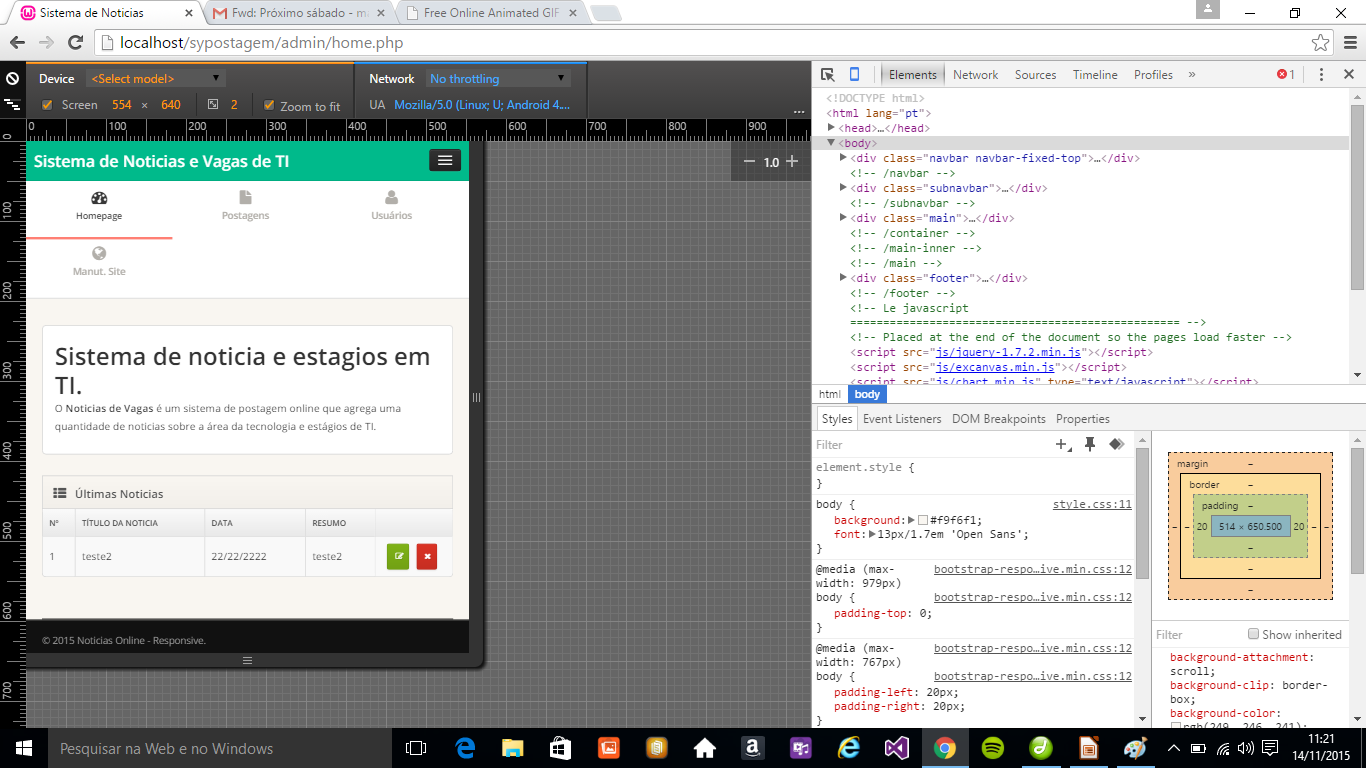 Sistema de Noticias
Fwd: Próximo sábado - ma
Free Online Animated GIF
localhost/sypostagem/admin/home.php
Device <Select model>
Network No throttling
Screen 554 × 640 2 Zoom to fit
UA Mozilla/5.0 (Linux; U; Android 4....
...
0 100 200 300 400 500 600 700 800 900
0
100
200
300
400
500
600
700
1.0
Sistema de Noticias e Vagas de TI
Homepage
Postagens
Usuários
Manut. Site
Sistema de noticia e estagios em
TI.
O Noticias de Vagas é um sistema de postagem online que agrega uma
quantidade de noticias sobre a área da tecnologia e estágios de TI.
Últimas Noticias
Nº TÍTULO DA NOTICIA DATA RESUMO
1 teste2 22/22/2222 teste2
© 2015 Noticias Online - Responsive.
Elements Network Sources Timeline Profiles » 1
<!DOCTYPE html>
<html lang="pt">
<head>…</head>
<body>
<div class="navbar navbar-fixed-top">…</div>
<!-- /navbar -->
<div class="subnavbar">…</div>
<!-- /subnavbar -->
<div class="main">…</div>
<!-- /container -->
<!-- /main-inner -->
<!-- /main -->
<div class="footer">…</div>
<!-- /footer -->
<!-- Le javascript
================================================== -->
<!-- Placed at the end of the document so the pages load faster -->
<script src="js/jquery-1.7.2.min.js"></script>
<script src="js/excanvas.min.js"></script>
<script src="js/chart.min.js" type="text/javascript"></script>
html body
Styles Event Listeners DOM Breakpoints Properties
Filter
element.style {
}
body { style.css:11
background: #f9f6f1;
font: 13px/1.7em 'Open Sans';
}
@media (max- bootstrap-respo…ive.min.css:12
width: 979px)
body { bootstrap-respo…ive.min.css:12
padding-top: 0;
}
@media (max- bootstrap-respo…ive.min.css:12
width: 767px)
body { bootstrap-respo…ive.min.css:12
padding-left: 20px;
padding-right: 20px;
}
margin –
border –
padding –
– – 20 514 × 650.500 20 – –
–
–
–
Filter Show inherited
background-attachment:
scroll;
background-clip: border-
box;
background-color:
rgb(249, 246, 241);
Pesquisar na Web e no Windows
11:21
14/11/2015